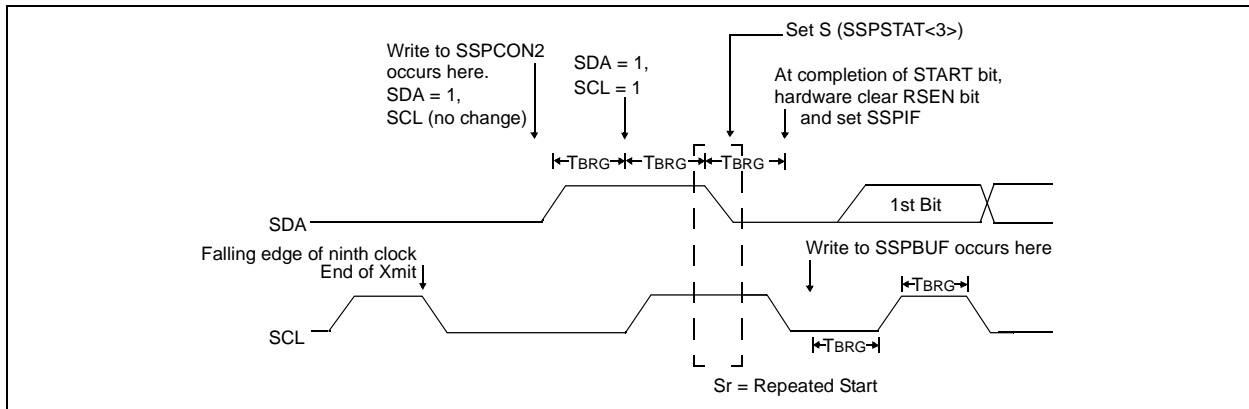 Set S (SSPSTAT<3>)
Write to SSPCON2
occurs here.
SDA = 1,
SCL (no change)
SDA = 1,
SCL = 1
At completion of START bit,
hardware clear RSEN bit
and set SSPIF
TBRG
TBRG
TBRG
SDA
1st Bit
Falling edge of ninth clock
End of Xmit
Write to SSPBUF occurs here
TBRG
SCL
TBRG
Sr = Repeated Start